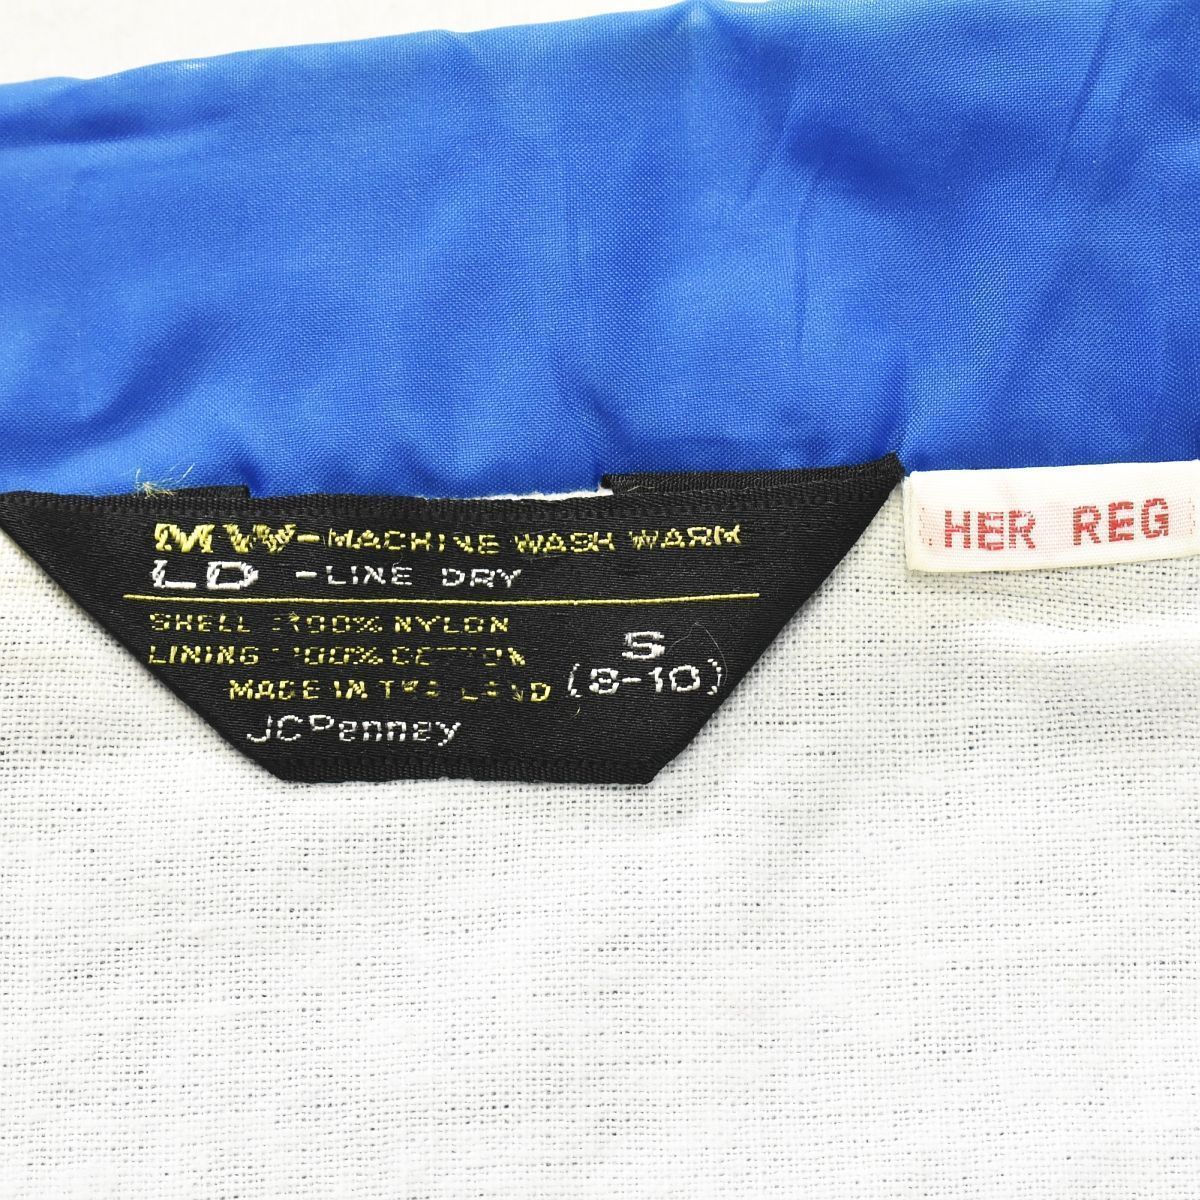 MW-MACHINE WASH WARM
LD -LINE DRY
SHELL :100% NYLON
LINING :100% COTTON
MADE IN THAILAND
JCPenney
S
(8-10)
HER REG